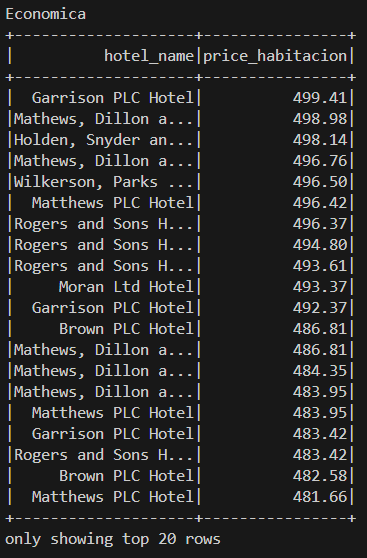 Economica
+--------------------+-----------------+
|          hotel_name|price_habitacion|
+--------------------+-----------------+
|  Garrison PLC Hotel|          499.41|
|Mathews, Dillon a...|          498.98|
|Holden, Snyder an...|          498.14|
|Mathews, Dillon a...|          496.76|
|Wilkerson, Parks ...|          496.50|
|  Matthews PLC Hotel|          496.42|
|Rogers and Sons H...|          496.37|
|Rogers and Sons H...|          494.80|
|Rogers and Sons H...|          493.61|
|     Moran Ltd Hotel|          493.37|
|  Garrison PLC Hotel|          492.37|
|     Brown PLC Hotel|          486.81|
|Mathews, Dillon a...|          486.81|
|Mathews, Dillon a...|          484.35|
|Mathews, Dillon a...|          483.95|
|  Matthews PLC Hotel|          483.95|
|  Garrison PLC Hotel|          483.42|
|Rogers and Sons H...|          483.42|
|     Brown PLC Hotel|          482.58|
|  Matthews PLC Hotel|          481.66|
+--------------------+-----------------+
only showing top 20 rows